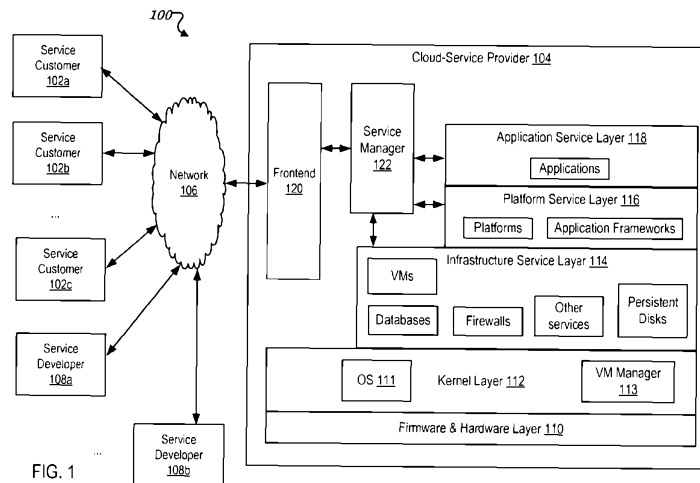 100
Service
Customer
102a
Service
Customer
102b
...
Service
Customer
102c
Service
Developer
108a
...
Service
Developer
108b
Network
106
Cloud-Service Provider 104
Frontend
120
Service
Manager
122
Application Service Layer 118
Applications
Platform Service Layer 116
Platforms
Application Frameworks
Infrastructure Service Layer 114
VMs
Databases
Firewalls
Other
services
Persistent
Disks
OS 111
Kernel Layer 112
VM Manager
113
Firmware & Hardware Layer 110
FIG. 1